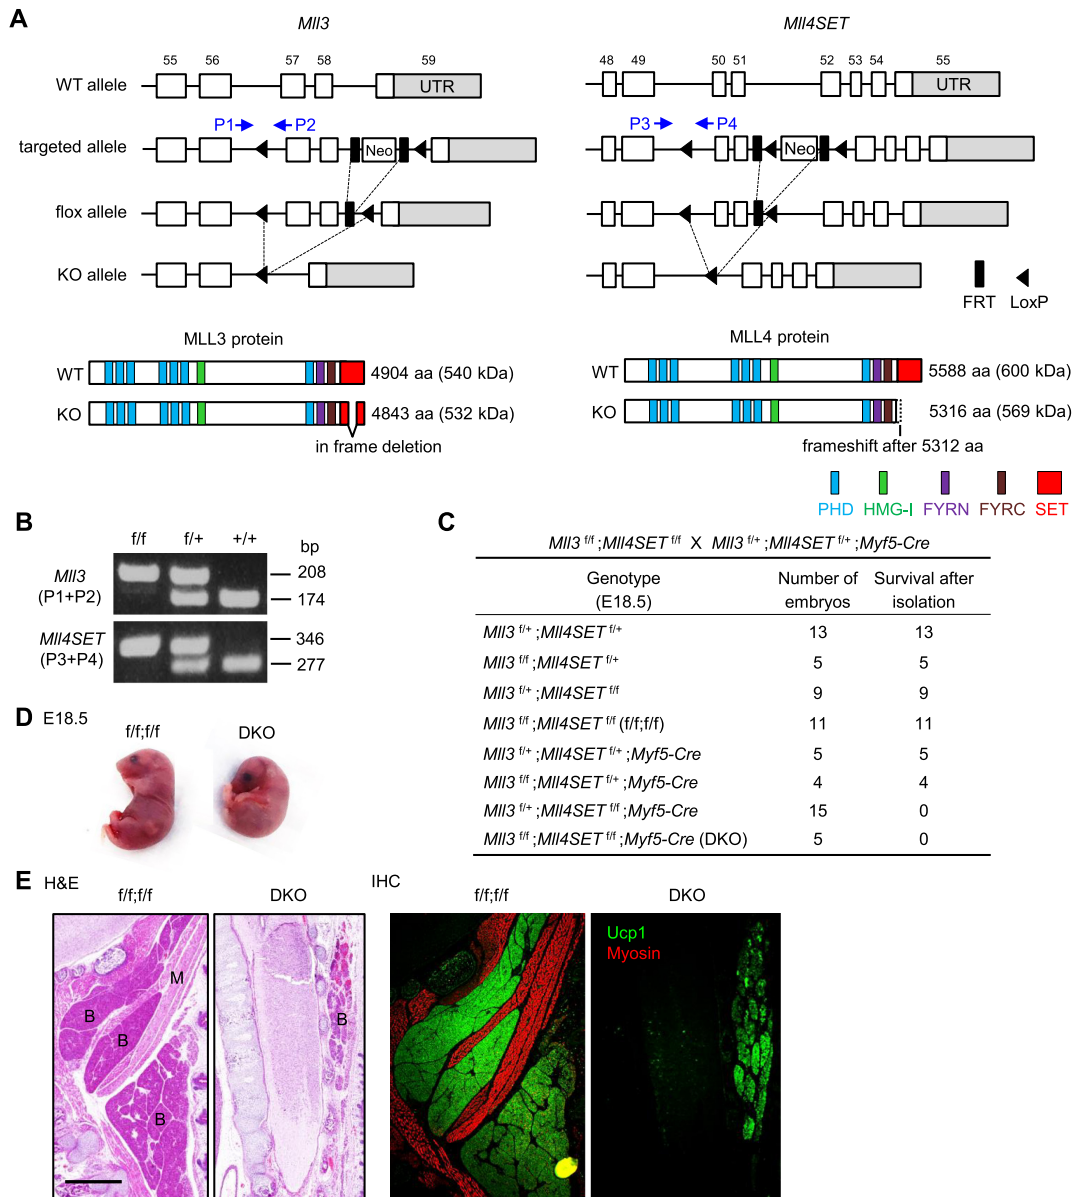 A
Mll3
Mll4SET
55 56 57 58 59
48 49 50 51 52 53 54 55
WT allele
UTR
UTR
P1 P2
P3 P4
targeted allele
Neo
Neo
flox allele
KO allele
FRT LoxP
MLL3 protein
MLL4 protein
WT 4904 aa (540 kDa)
WT 5588 aa (600 kDa)
KO 4843 aa (532 kDa)
KO 5316 aa (569 kDa)
in frame deletion
frameshift after 5312 aa
PHD HMG-I FYRN FYRC SET
B
f/f f/+ +/+ bp
Mll3
(P1+P2)
208
174
Mll4SET
(P3+P4)
346
277
C
Mll3 f/f ;Mll4SET f/f X Mll3 f/+ ;Mll4SET f/+ ;Myf5-Cre
Genotype Number of Survival after
(E18.5) embryos isolation
Mll3 f/+ ;Mll4SET f/+ 13 13
Mll3 f/f ;Mll4SET f/+ 5 5
Mll3 f/+ ;Mll4SET f/f 9 9
Mll3 f/f ;Mll4SET f/f (f/f;f/f) 11 11
Mll3 f/+ ;Mll4SET f/+ ;Myf5-Cre 5 5
Mll3 f/f ;Mll4SET f/+ ;Myf5-Cre 4 4
Mll3 f/+ ;Mll4SET f/f ;Myf5-Cre 15 0
Mll3 f/f ;Mll4SET f/f ;Myf5-Cre (DKO) 5 0
D E18.5
f/f;f/f DKO
E H&E IHC
f/f;f/f DKO f/f;f/f DKO
M
B
B
B
B
Ucp1
Myosin